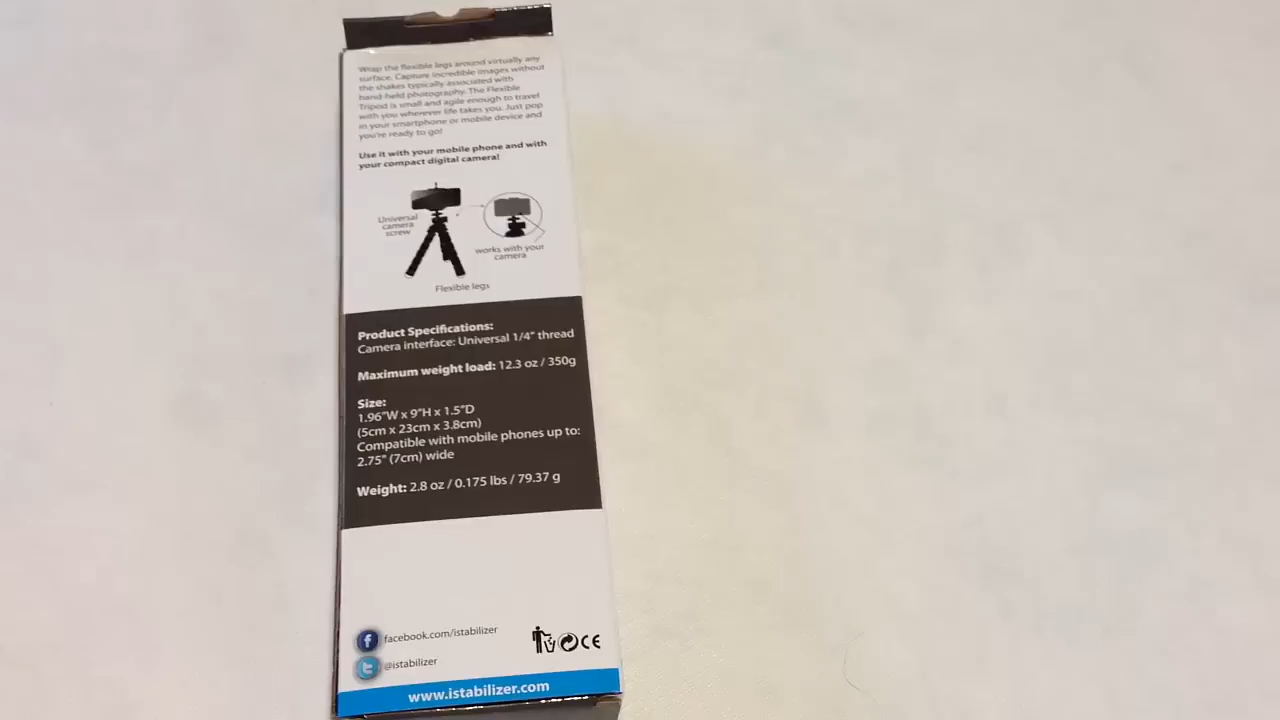 Wrap the flexible legs around virtually any
surface. Capture incredible images without
the shakes typically associated with
hand-held photography. The Flexible
Tripod is small and agile enough to travel
with you wherever life takes you. Just pop
in your smartphone or mobile device and
you're ready to go!
Use it with your mobile phone and with
your compact digital camera!
Universal
camera
screw
works with your
camera
Flexible legs
Product Specifications:
Camera interface: Universal 1/4" thread
Maximum weight load: 12.3 oz / 350g
Size:
1.96"W x 9"H x 1.5"D
(5cm x 23cm x 3.8cm)
Compatible with mobile phones up to:
2.75" (7cm) wide
Weight: 2.8 oz / 0.175 lbs / 79.37 g
facebook.com/istabilizer
@istabilizer
CE
www.istabilizer.com